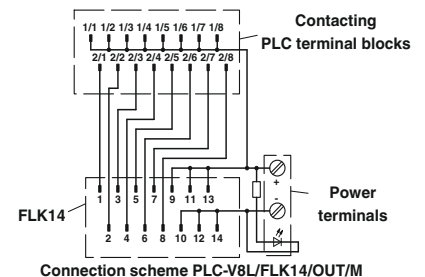 Contacting
PLC terminal blocks
1/1 1/2 1/3 1/4 1/5 1/6 1/7 1/8
2/1 2/2 2/3 2/4 2/5 2/6 2/7 2/8
1 3 5 7 9 11 13
+
-
FLK14
2 4 6 8 10 12 14
Power
terminals
Connection scheme PLC-V8L/FLK14/OUT/M